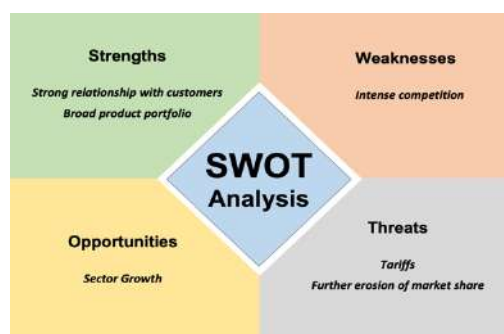 Strengths
Strong relationship with customers
Broad product portfolio
Weaknesses
Intense competition
SWOT
Analysis
Opportunities
Sector Growth
Threats
Tariffs
Further erosion of market share